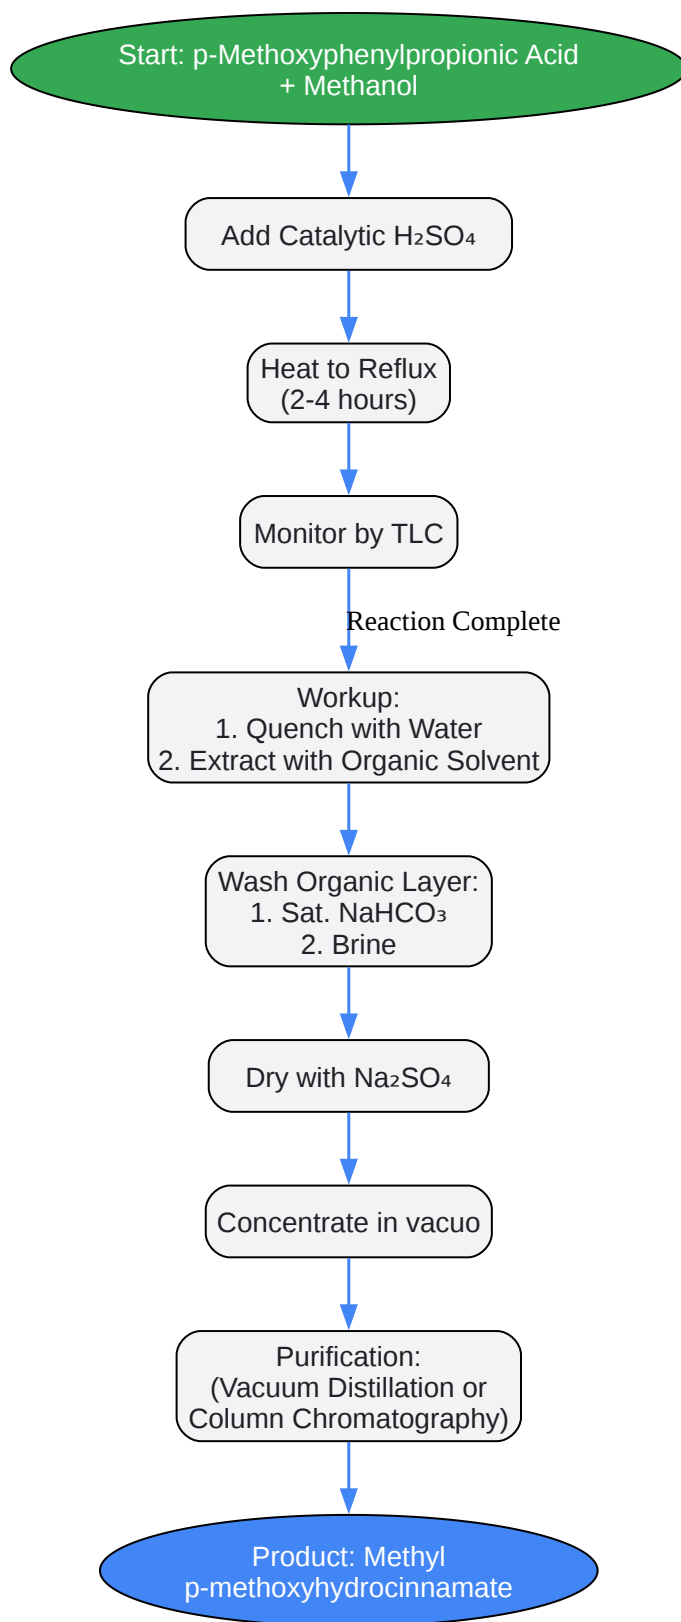 Start: p-Methoxyphenylpropionic Acid
+ Methanol
Add Catalytic H₂SO₄
Heat to Reflux
(2-4 hours)
Monitor by TLC
Reaction Complete
Workup:
1. Quench with Water
2. Extract with Organic Solvent
Wash Organic Layer:
1. Sat. NaHCO₃
2. Brine
Dry with Na₂SO₄
Concentrate in vacuo
Purification:
(Vacuum Distillation or
Column Chromatography)
Product: Methyl
p-methoxyhydrocinnamate